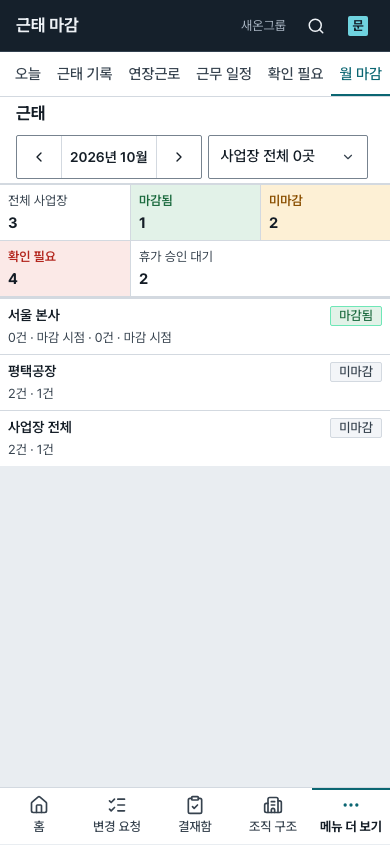 근태 마감
새온그룹
문
오늘 근태 기록 연장근로 근무 일정 확인 필요 월 마감
근태
2026년 10월
사업장 전체 0곳
전체 사업장
3
마감됨
1
미마감
2
확인 필요
4
휴가 승인 대기
2
서울 본사
마감됨
0건 · 마감 시점 · 0건 · 마감 시점
평택공장
미마감
2건 · 1건
사업장 전체
미마감
2건 · 1건
홈
변경 요청
결재함
조직 구조
메뉴 더 보기